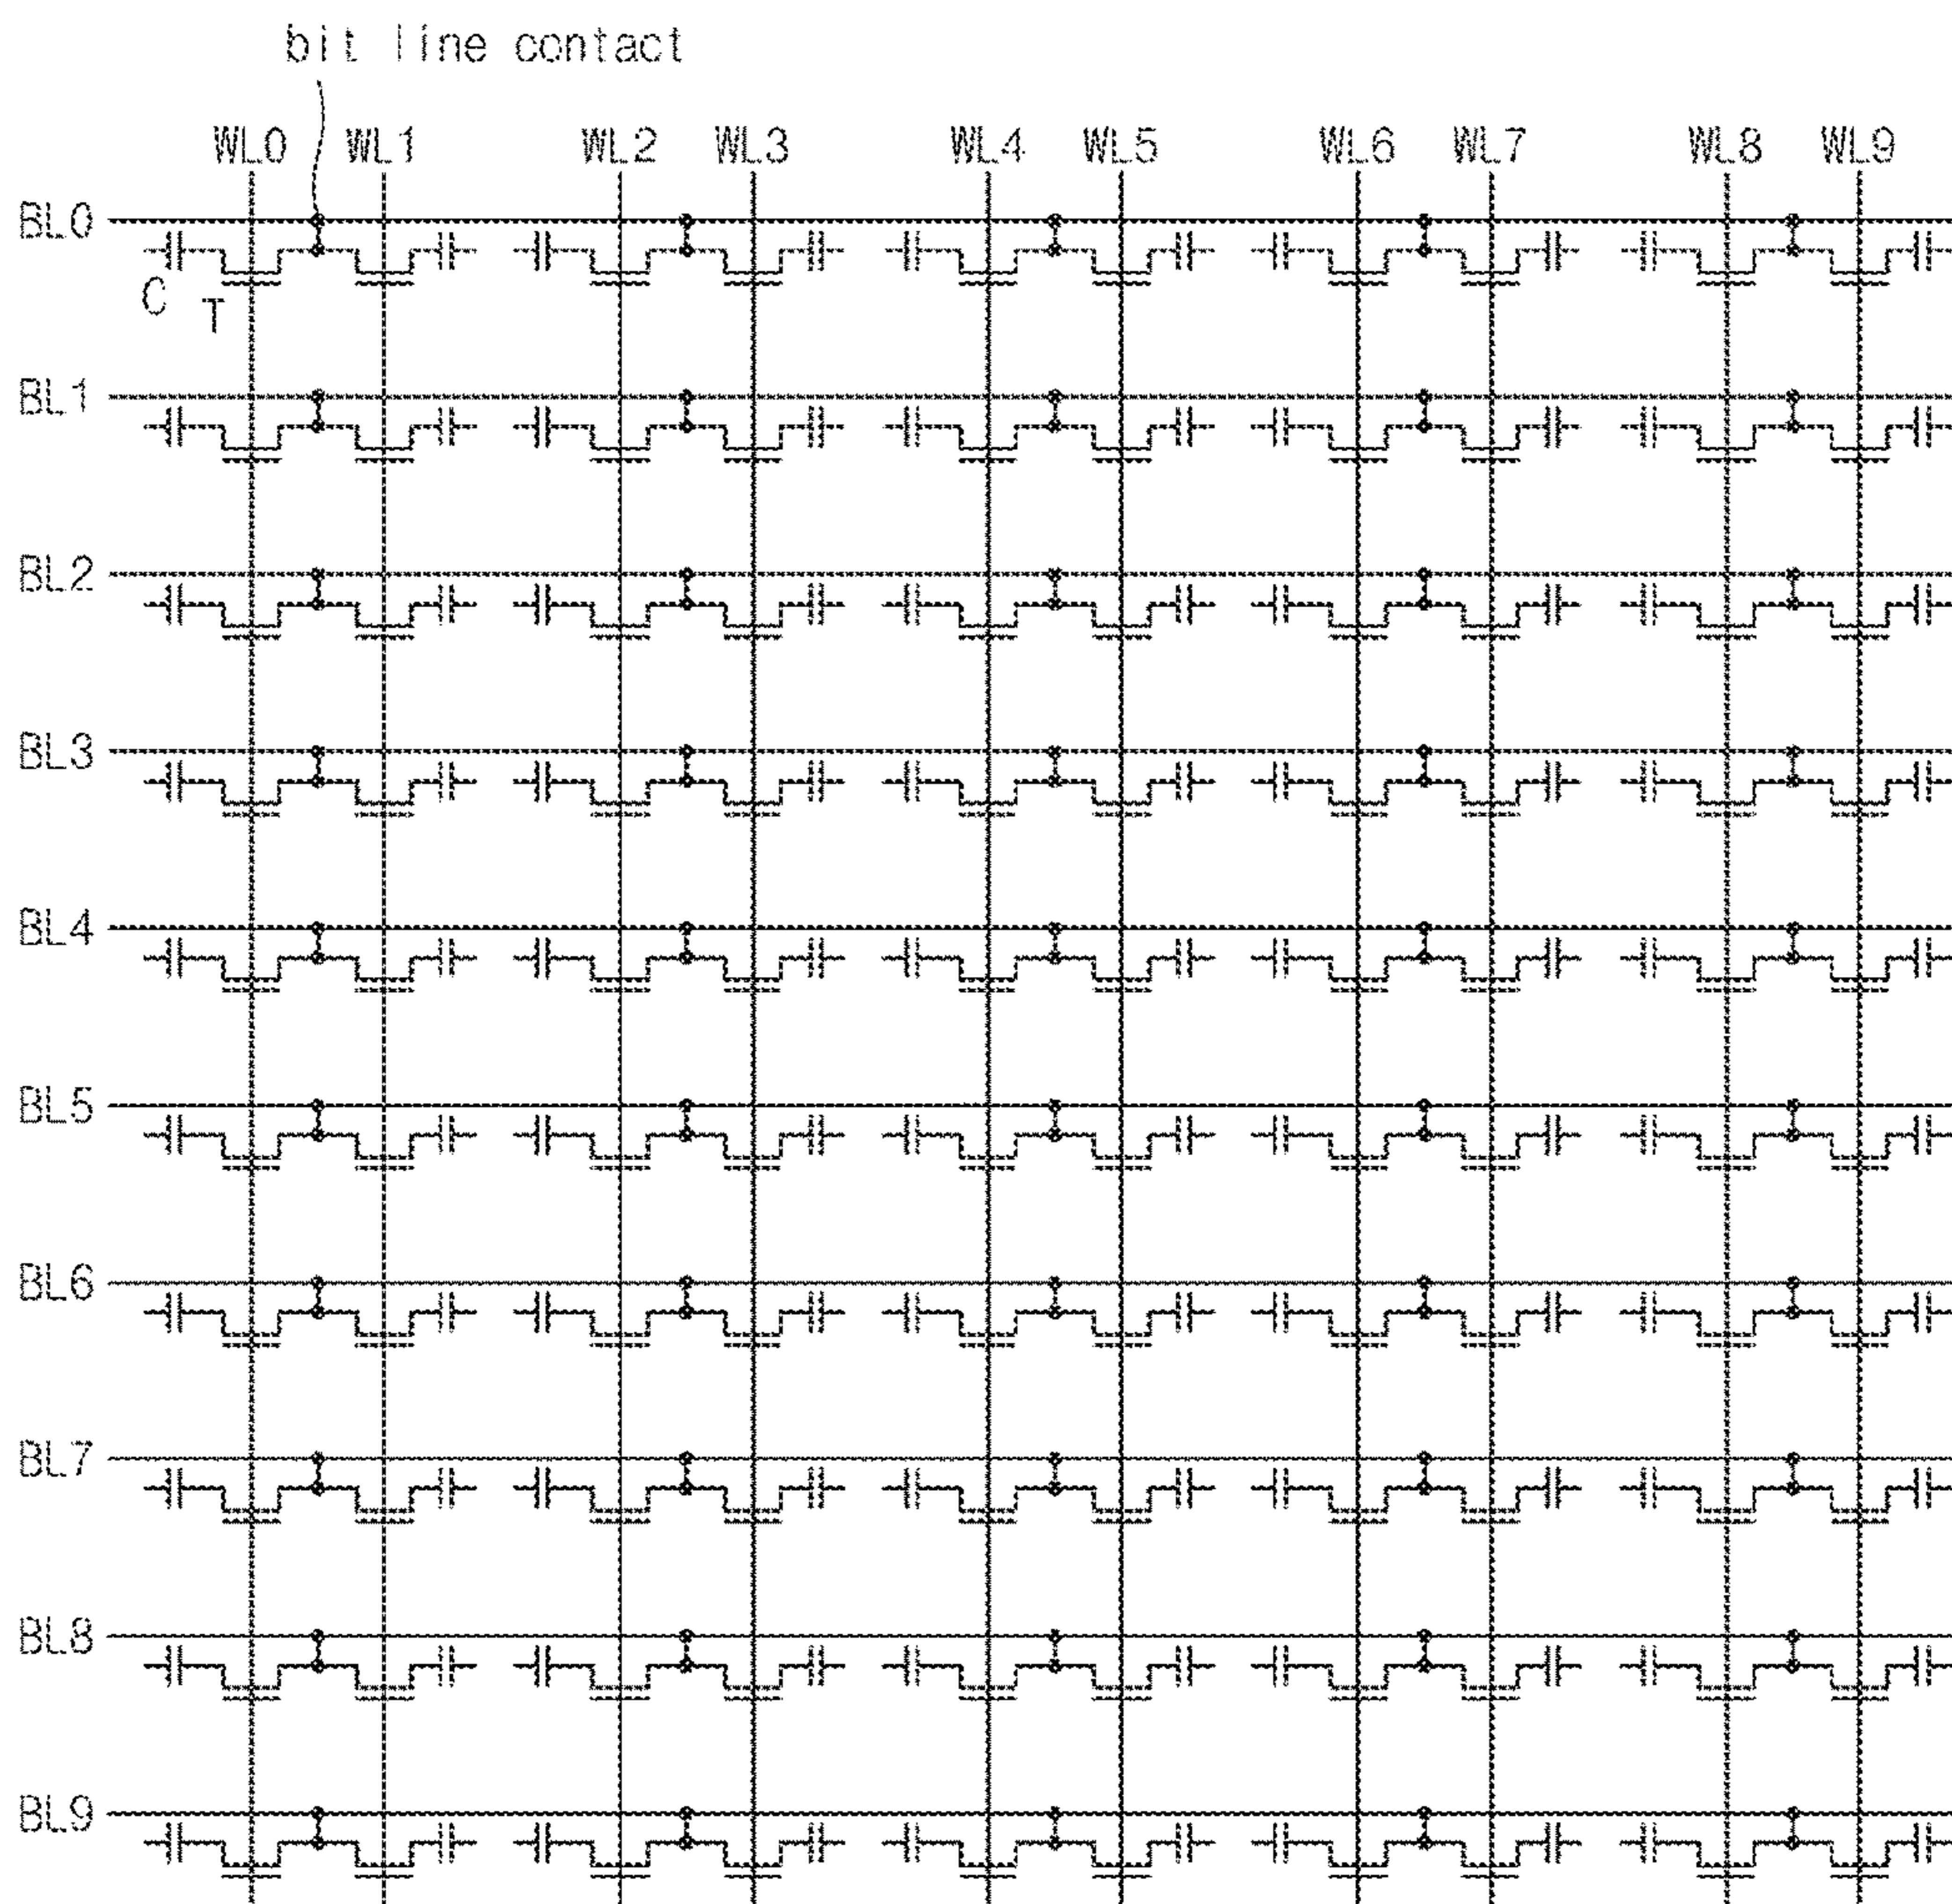 bit line contact
WL0 WL1 WL2 WL3 WL4 WL5 WL6 WL7 WL8 WL9
BL0
C T
BL1
BL2
BL3
BL4
BL5
BL6
BL7
BL8
BL9